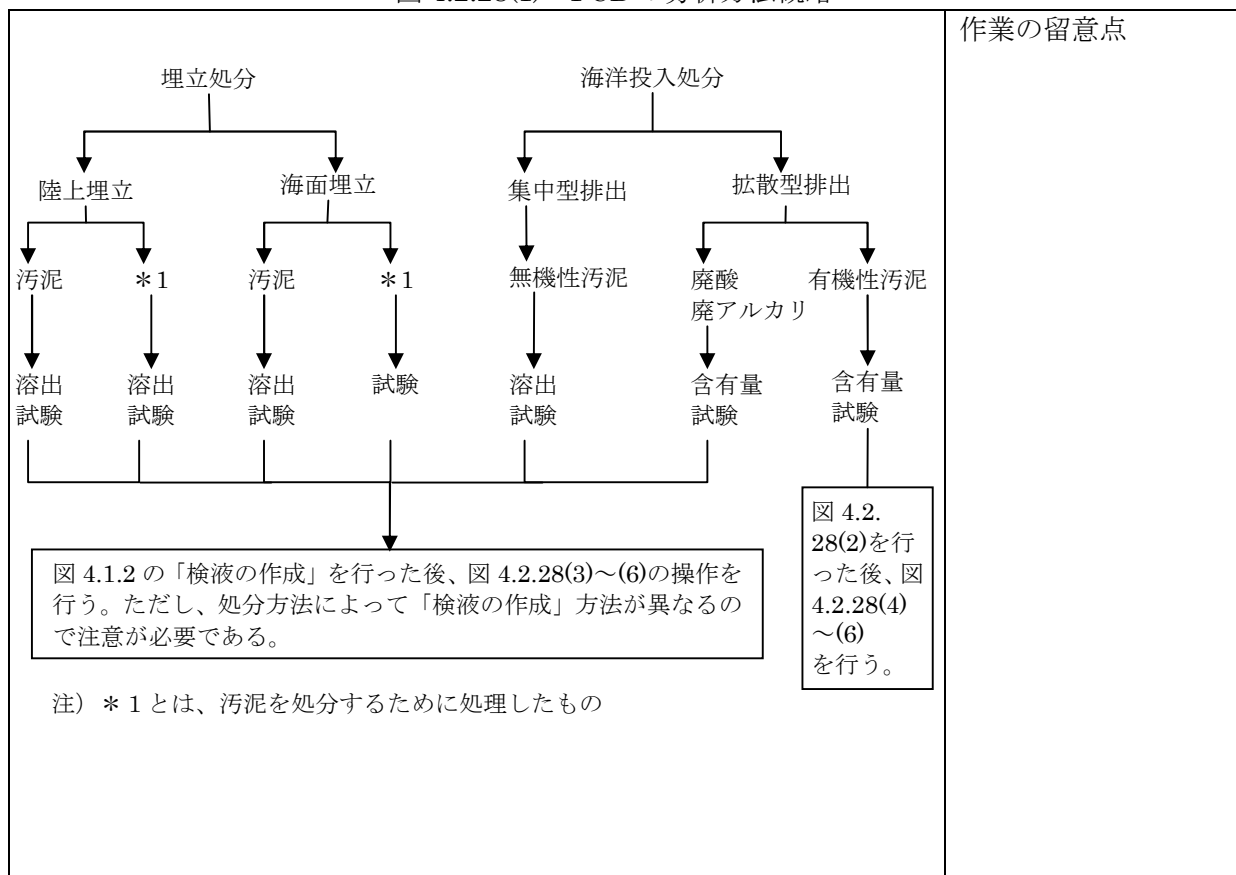 作業の留意点
埋立処分
海洋投入処分
陸上埋立
海面埋立
集中型排出
拡散型排出
汚泥
＊1
汚泥
＊1
無機性汚泥
廃酸
廃アルカリ
有機性汚泥
溶出
試験
溶出
試験
溶出
試験
試験
溶出
試験
含有量
試験
含有量
試験
図 4.1.2 の「検液の作成」を行った後、図 4.2.28(3)～(6)の操作を
行う。ただし、処分方法によって「検液の作成」方法が異なるの
で注意が必要である。
図 4.2.
28(2)を行
った後、図
4.2.28(4)
～(6)
を行う。
注）＊1とは、汚泥を処分するために処理したもの